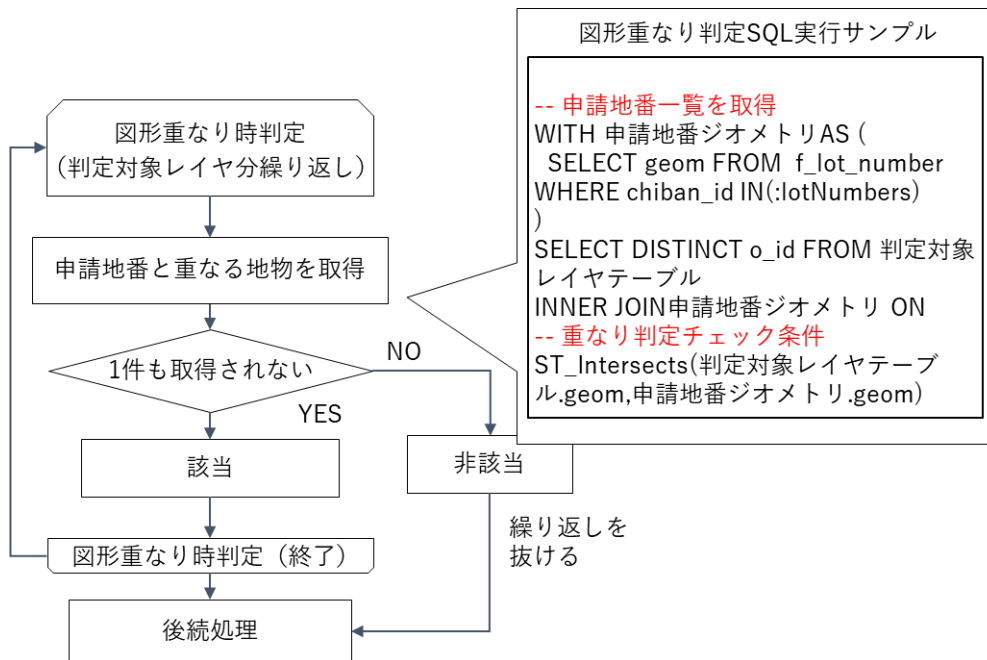 図形重なり判定SQL実行サンプル
-- 申請地番一覧を取得
WITH 申請地番ジオメトリAS (
SELECT geom FROM f_lot_number
WHERE chiban_id IN(:lotNumbers)
)
SELECT DISTINCT o_id FROM 判定対象
レイヤテーブル
INNER JOIN申請地番ジオメトリ ON
-- 重なり判定チェック条件
ST_Intersects(判定対象レイヤテーブ
ル.geom,申請地番ジオメトリ.geom)
図形重なり時判定
(判定対象レイヤ分繰り返し)
申請地番と重なる地物を取得
1件も取得されない
NO
YES
該当
非該当
繰り返しを
抜ける
図形重なり時判定（終了）
後続処理